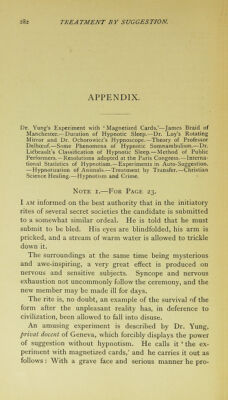 282 TREATMENT BY SUGGESTION.
APPENDIX.
Dr. Yung's Experiment with 'Magnetized Cards.'—James Braid of
Manchester.—Duration of Hypnotic Sleep.—Dr. Luy's Rotating
Mirror and Dr. Ochorowicz's Hypnoscope.—Theory of Professor
Delbœuf.—Some Phenomena of Hypnotic Somnambulism.—Dr.
Liébeault's Classification of Hypnotic Sleep.—Method of Public
Performers.—Resolutions adopted at the Paris Congress.—Interna-
tional Statistics of Hypnotism.—Experiments in Auto-Suggestion.
—Hypnotization of Animals.—Treatment by Transfer.—Christian
Science Healing.—Hypnotism and Crime.
NOTE 1.—FOR PAGE 23.
I AM informed on the best authority that in the initiatory
rites of several secret societies the candidate is submitted
to a somewhat similar ordeal. He is told that he must
submit to be bled. His eyes are blindfolded, his arm is
pricked, and a stream of warm water is allowed to trickle
down it.
The surroundings at the same time being mysterious
and awe-inspiring, a very great effect is produced on
nervous and sensitive subjects. Syncope and nervous
exhaustion not uncommonly follow the ceremony, and the
new member may be made ill for days.
The rite is, no doubt, an example of the survival of the
form after the unpleasant reality has, in deference to
civilization, been allowed to fall into disuse.
An amusing experiment is described by Dr. Yung,
privat docent of Geneva, which forcibly displays the power
of suggestion without hypnotism. He calls it 'the ex-
periment with magnetized cards,' and he carries it out as
follows: With a grave face and serious manner he pro-